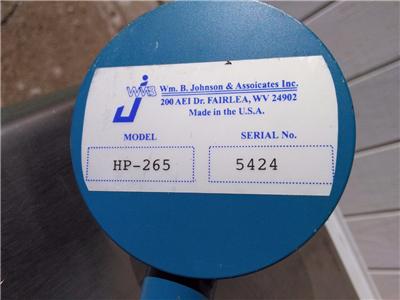 WMB
J
Wm. B. Johnson & Assoicates Inc.
200 AEI Dr. FAIRLEA, WV 24902
Made in the U.S.A.
MODEL SERIAL No.
HP-265 5424